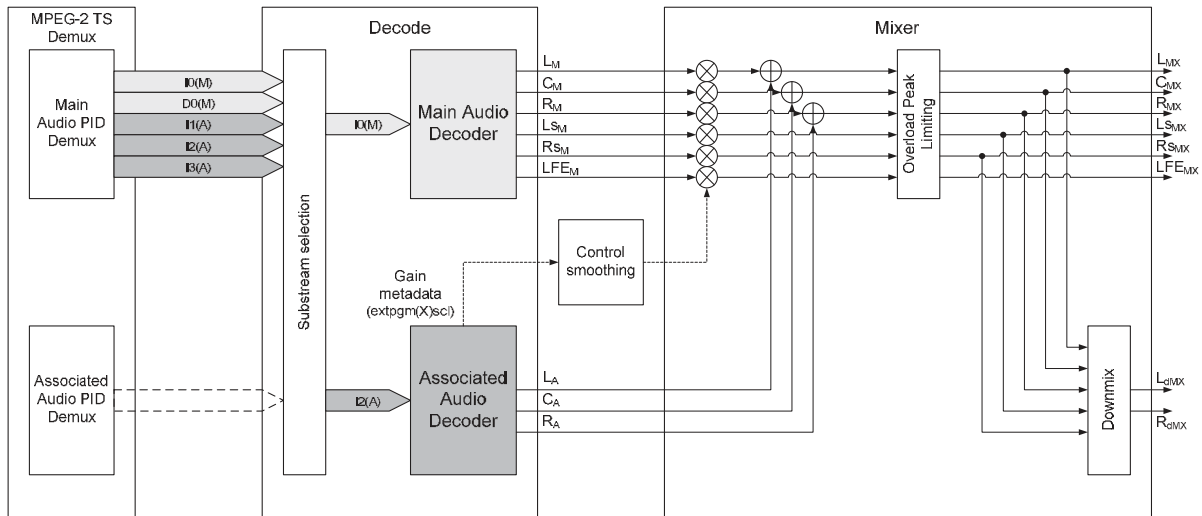 MPEG-2 TS
Demux
Decode
Mixer
Main
Audio PID
Demux
I0(M)
D0(M)
I1(A)
I2(A)
I3(A)
Substream selection
I0(M)
Main Audio
Decoder
LM
CM
RM
LsM
RsM
LFEM
Overload Peak
Limiting
LMX
CMX
RMX
LsMX
RsMX
LFEMX
Control
smoothing
Gain
metadata
(extpgm(X)scl)
Associated
Audio PID
Demux
I2(A)
Associated
Audio
Decoder
LA
CA
RA
Downmix
LdMX
RdMX